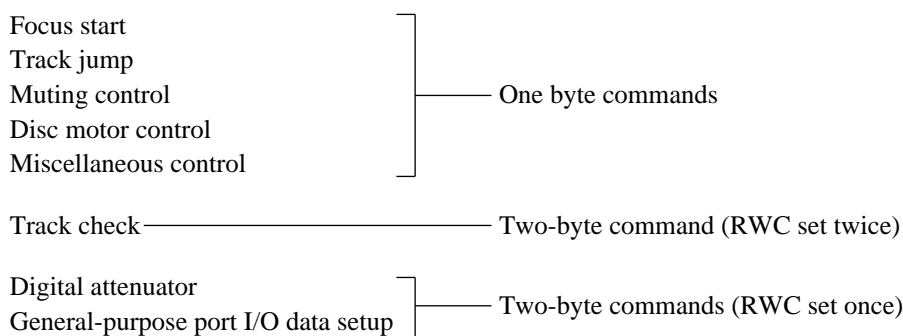 Focus start
Track jump
Muting control
One byte commands
Disc motor control
Miscellaneous control
Track check
Two-byte command (RWC set twice)
Digital attenuator
Two-byte commands (RWC set once)
General-purpose port I/O data setup